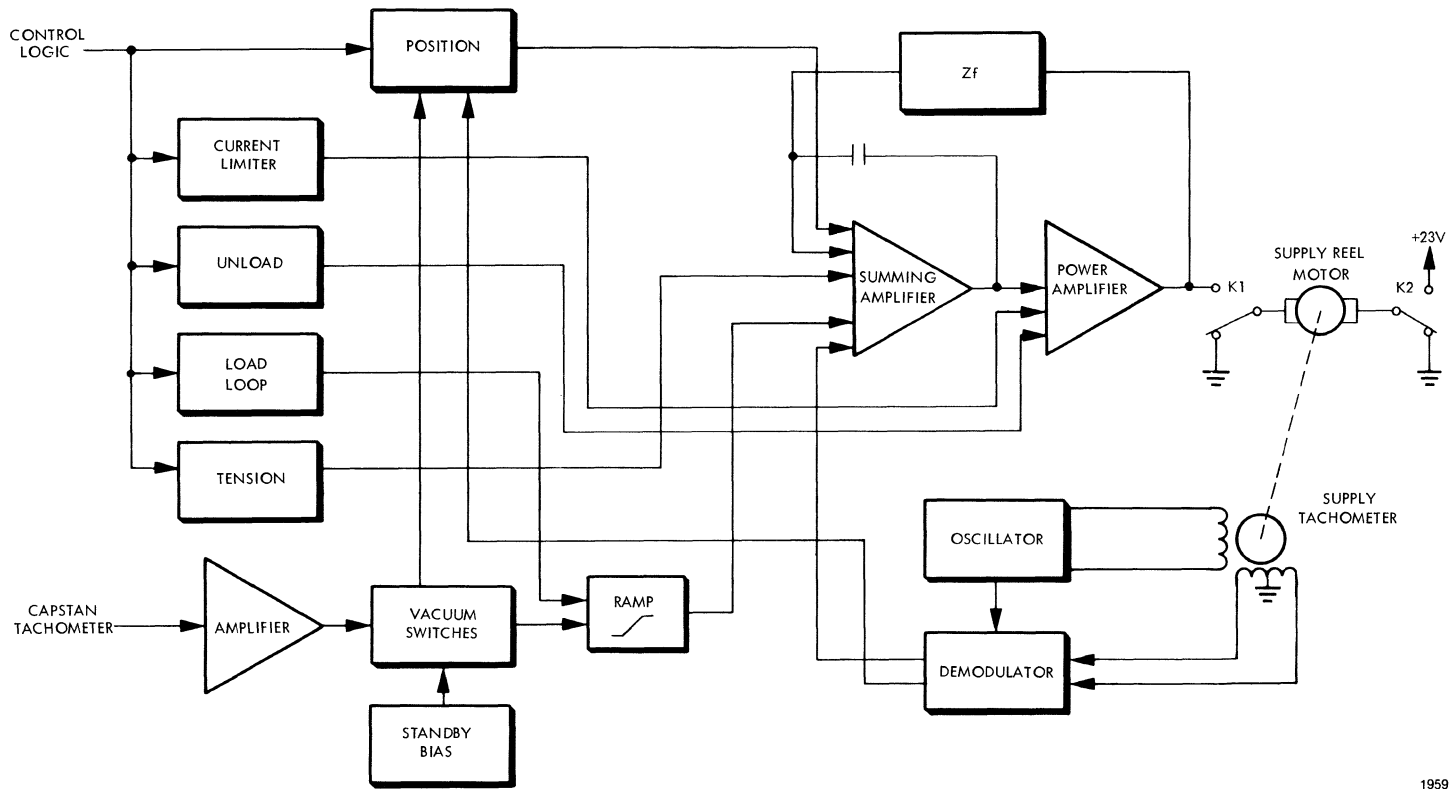 CONTROL
LOGIC
POSITION
Zf
CURRENT
LIMITER
UNLOAD
LOAD
LOOP
TENSION
SUMMING
AMPLIFIER
POWER
AMPLIFIER
K1
SUPPLY REEL
MOTOR
K2
+23V
SUPPLY
TACHOMETER
OSCILLATOR
CAPSTAN
TACHOMETER
AMPLIFIER
VACUUM
SWITCHES
RAMP
DEMODULATOR
STANDBY
BIAS
1959